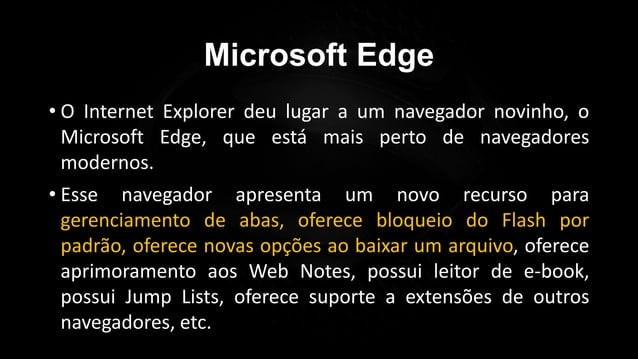 Microsoft Edge
• O Internet Explorer deu lugar a um navegador novinho, o
Microsoft Edge, que está mais perto de navegadores
modernos.
• Esse navegador apresenta um novo recurso para
gerenciamento de abas, oferece bloqueio do Flash por
padrão, oferece novas opções ao baixar um arquivo, oferece
aprimoramento aos Web Notes, possui leitor de e-book,
possui Jump Lists, oferece suporte a extensões de outros
navegadores, etc.